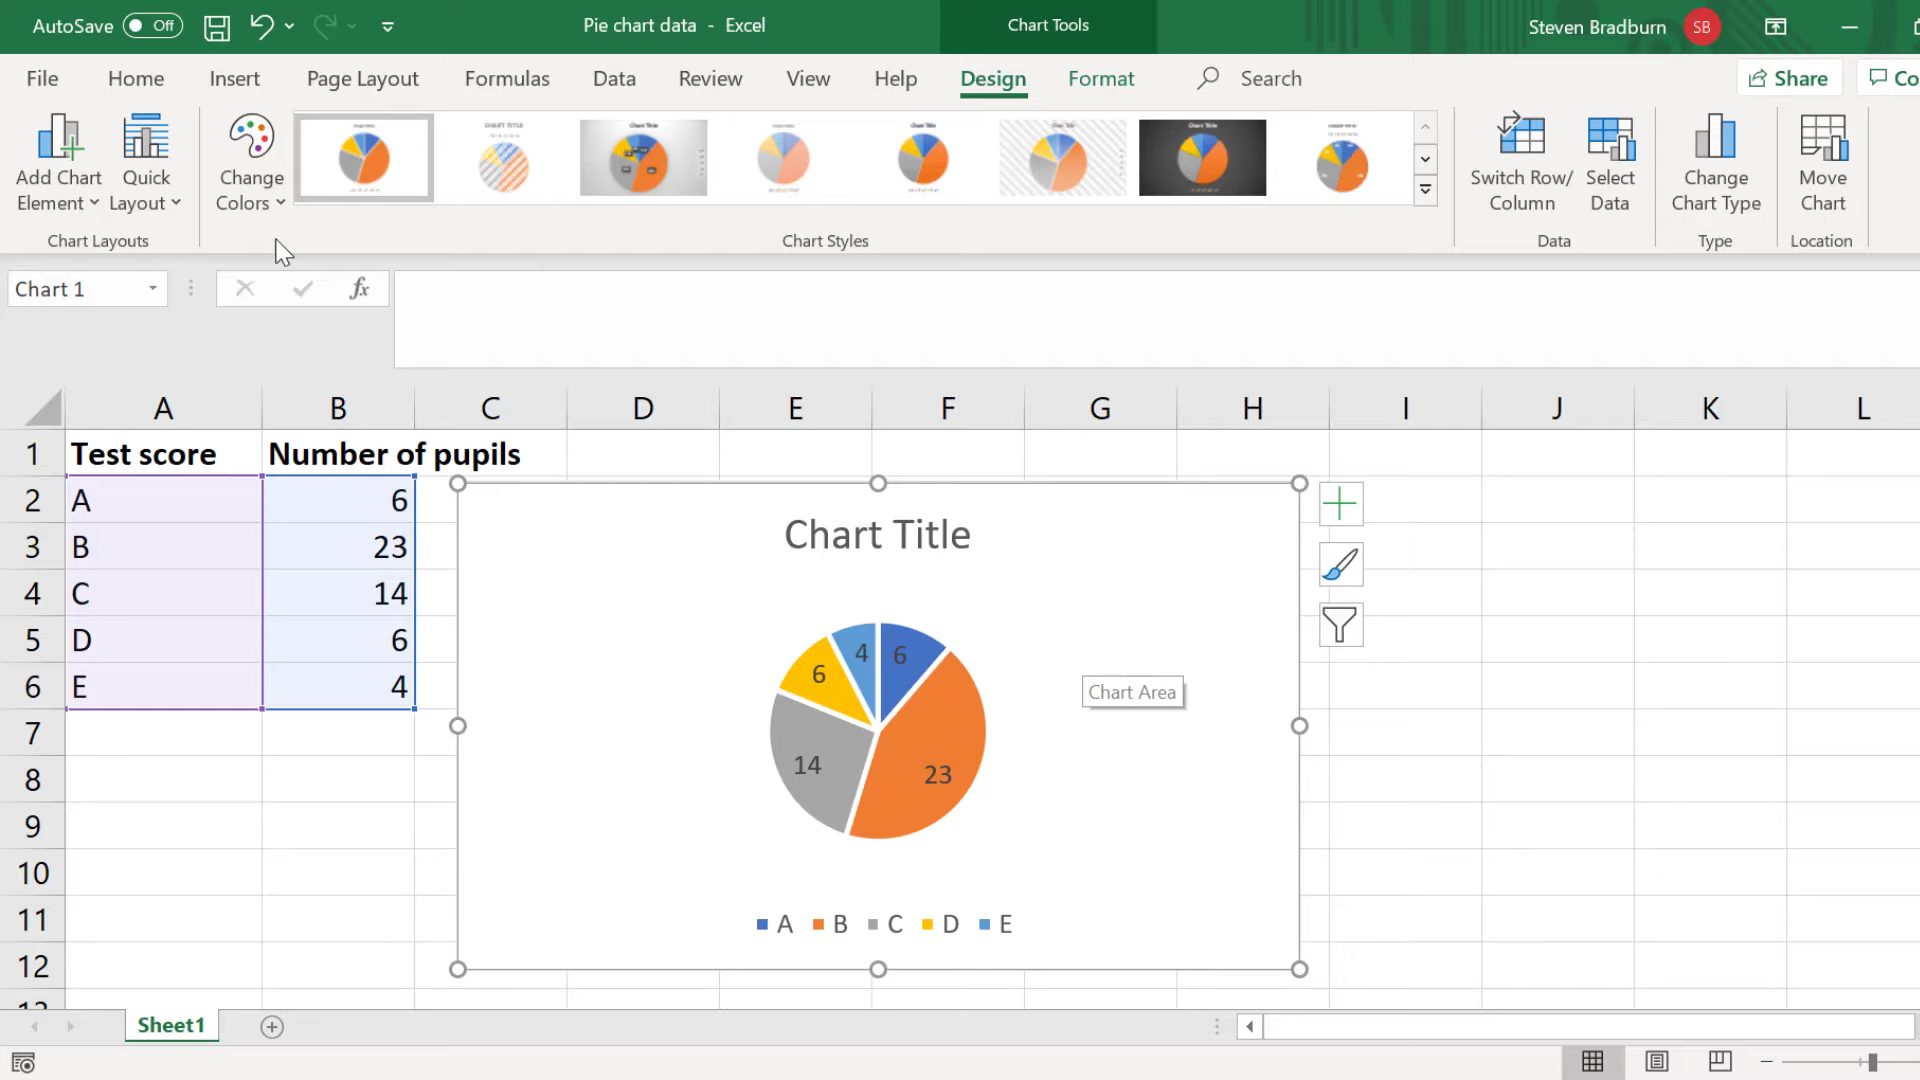 AutoSave Off
Pie chart data - Excel
Chart Tools
Steven Bradburn SB
File Home Insert Page Layout Formulas Data Review View Help Design Format Search Share Co
Add Chart Element
Quick Layout
Change Colors
Switch Row/ Column
Select Data
Change Chart Type
Move Chart
Chart Layouts
Chart Styles
Data
Type
Location
Chart 1
fx
A B C D E F G H I J K L
1 Test score Number of pupils
2 A 6
3 B 23
4 C 14
5 D 6
6 E 4
7
8
9
10
11
12
Chart Title
4 6
6
14
23
Chart Area
A B C D E
Sheet1